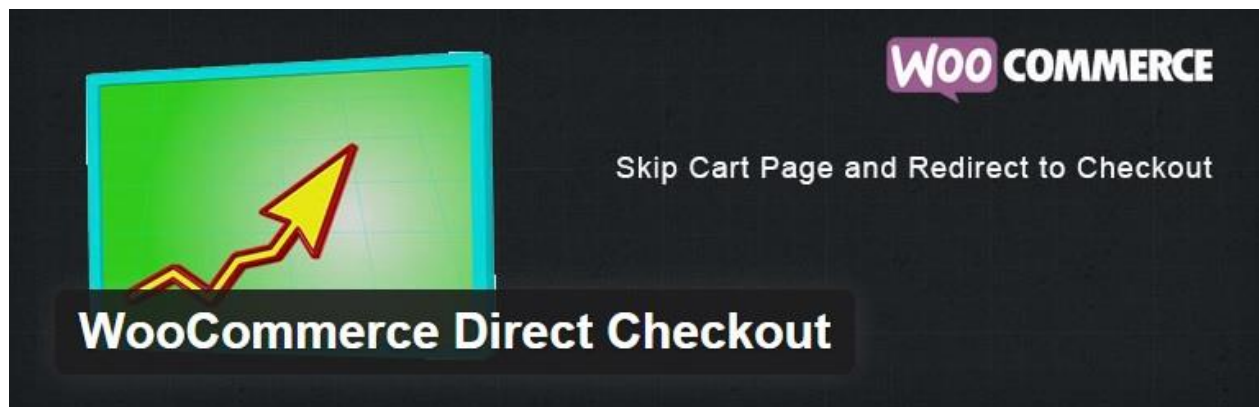 WOO COMMERCE
Skip Cart Page and Redirect to Checkout
WooCommerce Direct Checkout